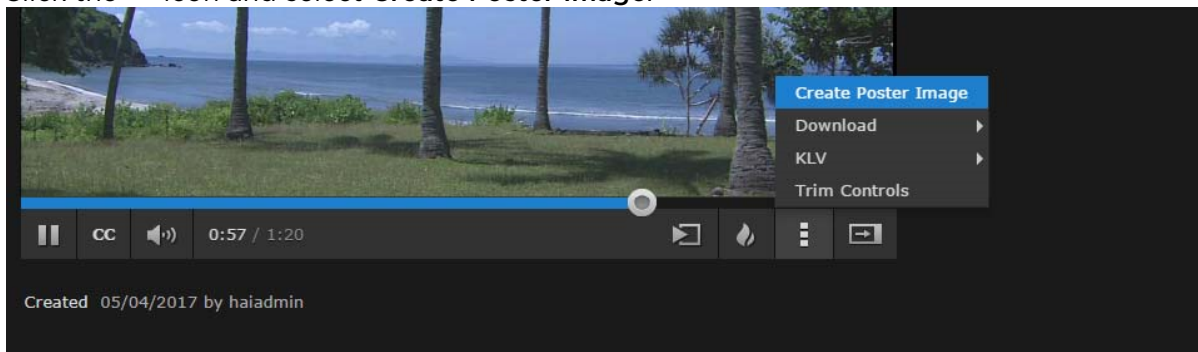 Create Poster Image
Download
KLV
Trim Controls
CC 0:57 / 1:20
Created 05/04/2017 by haiadmin